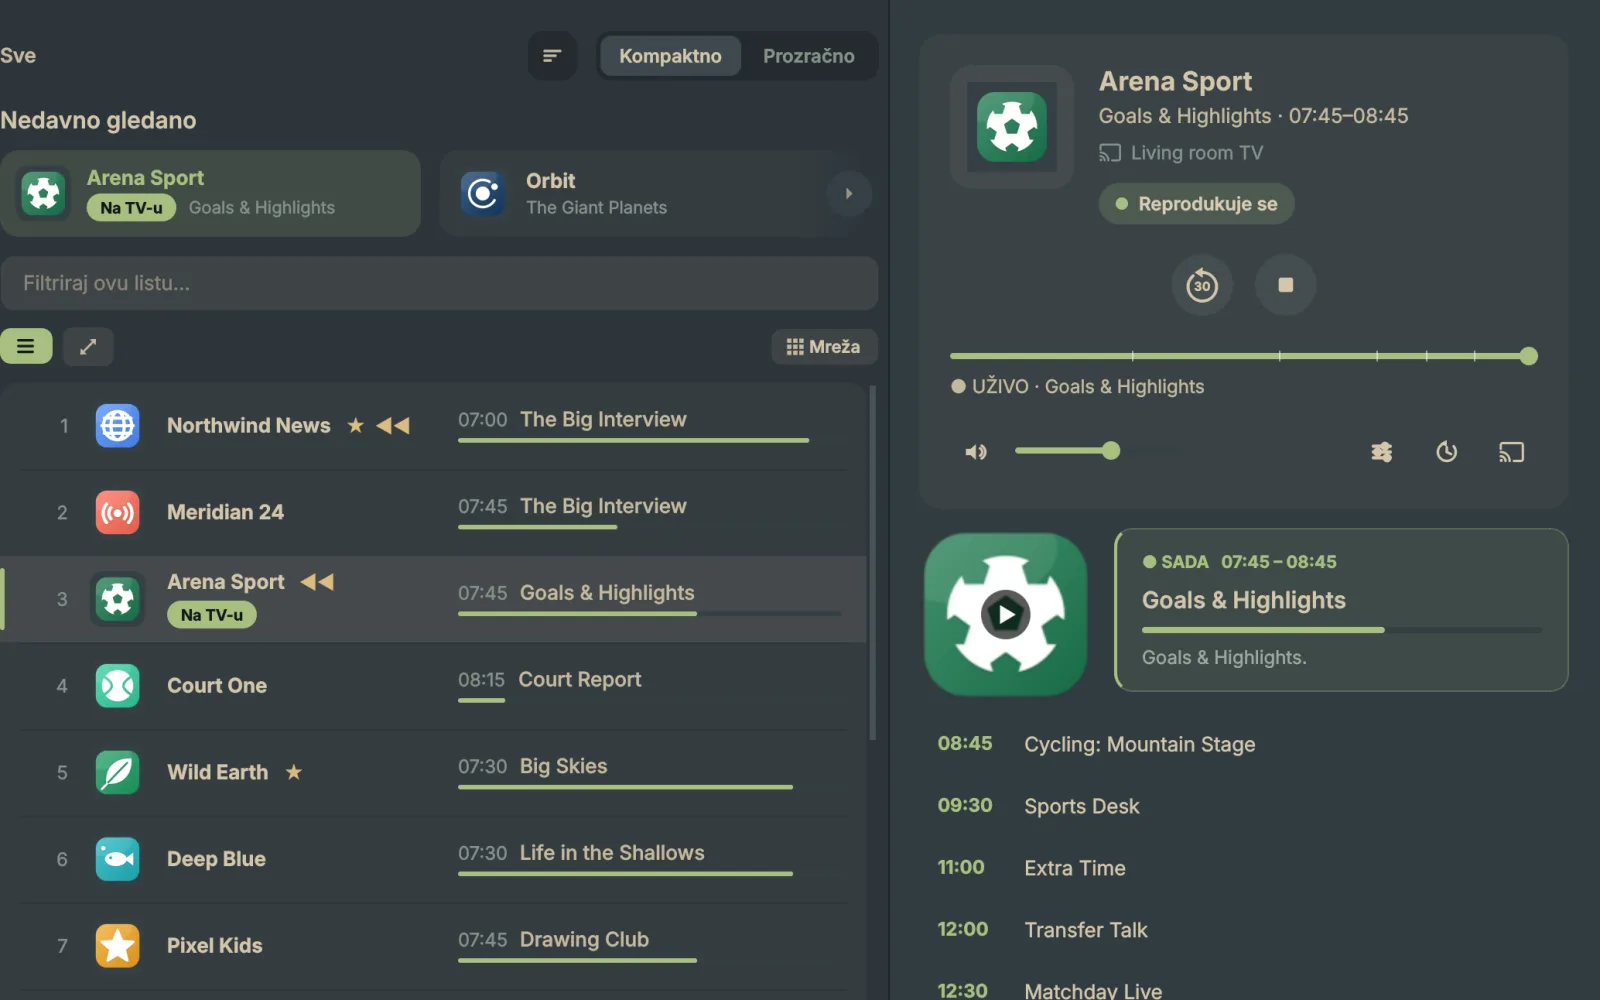 Sve
Kompaktno
Prozračno
Nedavno gledano
Arena Sport
Na TV-u Goals & Highlights
Orbit
The Giant Planets
Filtriraj ovu listu...
Mreža
1 Northwind News 07:00 The Big Interview
2 Meridian 24 07:45 The Big Interview
3 Arena Sport 07:45 Goals & Highlights
Na TV-u
4 Court One 08:15 Court Report
5 Wild Earth 07:30 Big Skies
6 Deep Blue 07:30 Life in the Shallows
7 Pixel Kids 07:45 Drawing Club
Arena Sport
Goals & Highlights · 07:45–08:45
Living room TV
Reprodukuje se
30
UŽIVO · Goals & Highlights
SADA 07:45 – 08:45
Goals & Highlights
Goals & Highlights.
08:45 Cycling: Mountain Stage
09:30 Sports Desk
11:00 Extra Time
12:00 Transfer Talk
12:30 Matchday Live